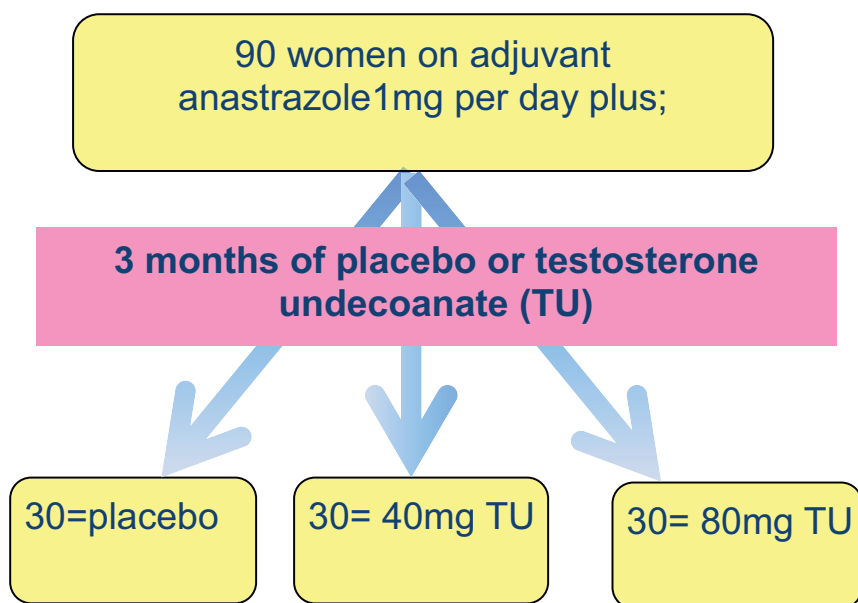 90 women on adjuvant
anastrazole1mg per day plus;
3 months of placebo or testosterone
undecoanate (TU)
30=placebo
30= 40mg TU
30= 80mg TU